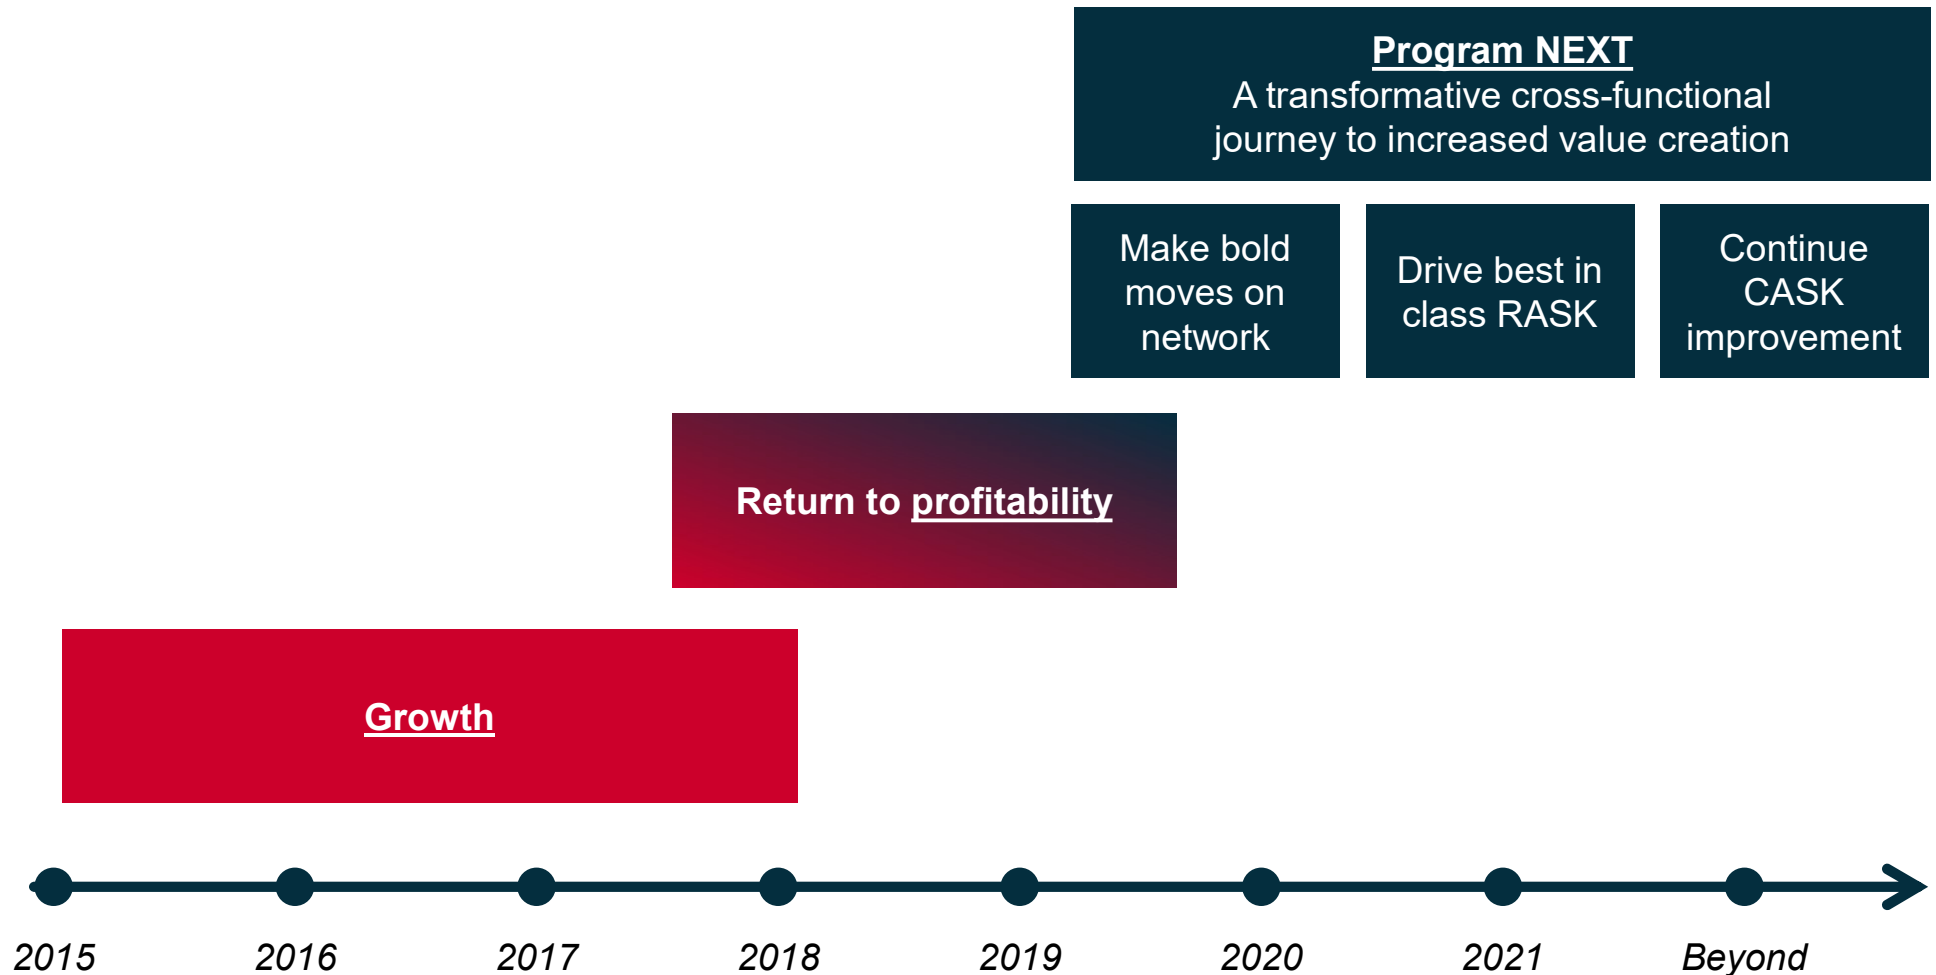 Program NEXT
A transformative cross-functional
journey to increased value creation
Make bold
moves on
network
Drive best in
class RASK
Continue
CASK
improvement
Return to profitability
Growth
2015
2016
2017
2018
2019
2020
2021
Beyond